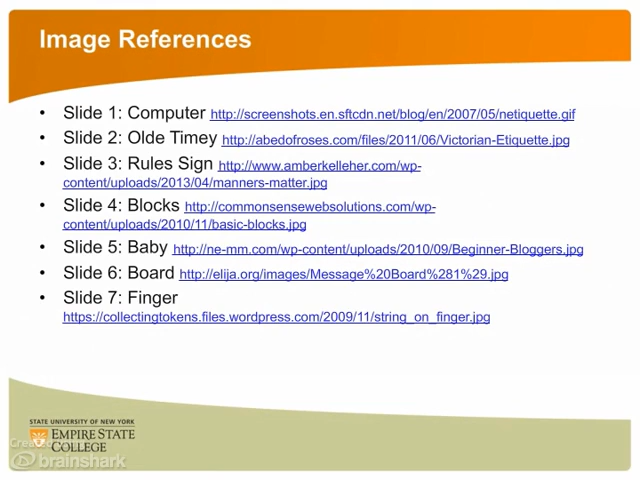 Image References
• Slide 1: Computer http://screenshots.en.sftcdn.net/blog/en/2007/05/netiquette.gif
• Slide 2: Olde Timey http://abedofroses.com/files/2011/06/Victorian-Etiquette.jpg
• Slide 3: Rules Sign http://www.amberkelleher.com/wp-
content/uploads/2013/04/manners-matter.jpg
• Slide 4: Blocks http://commonsensewebsolutions.com/wp-
content/uploads/2010/11/basic-blocks.jpg
• Slide 5: Baby http://ne-mm.com/wp-content/uploads/2010/09/Beginner-Bloggers.jpg
• Slide 6: Board http://elija.org/images/Message%20Board%281%29.jpg
• Slide 7: Finger
https://collectingtokens.files.wordpress.com/2009/11/string_on_finger.jpg
STATE UNIVERSITY OF NEW YORK
EMPIRE STATE
COLLEGE
brainshark